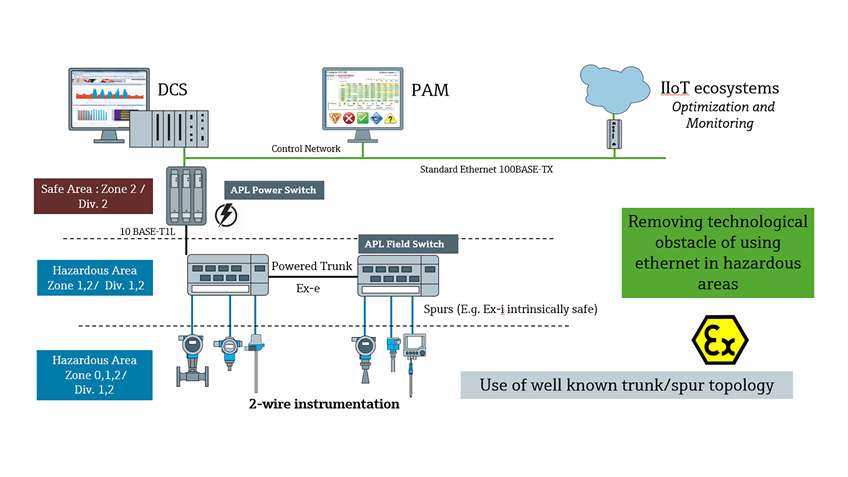 DCS
PAM
IIoT ecosystems
Optimization and
Monitoring
Control Network
Standard Ethernet 100BASE-TX
Safe Area : Zone 2 /
Div. 2
APL Power Switch
10 BASE-T1L
APL Field Switch
Removing technological
obstacle of using
ethernet in hazardous
areas
Hazardous Area
Zone 1,2/ Div. 1,2
Powered Trunk
Ex-e
Spurs (E.g. Ex-i intrinsically safe)
Ex
Hazardous Area
Zone 0,1,2/
Div. 1,2
Use of well known trunk/spur topology
2-wire instrumentation